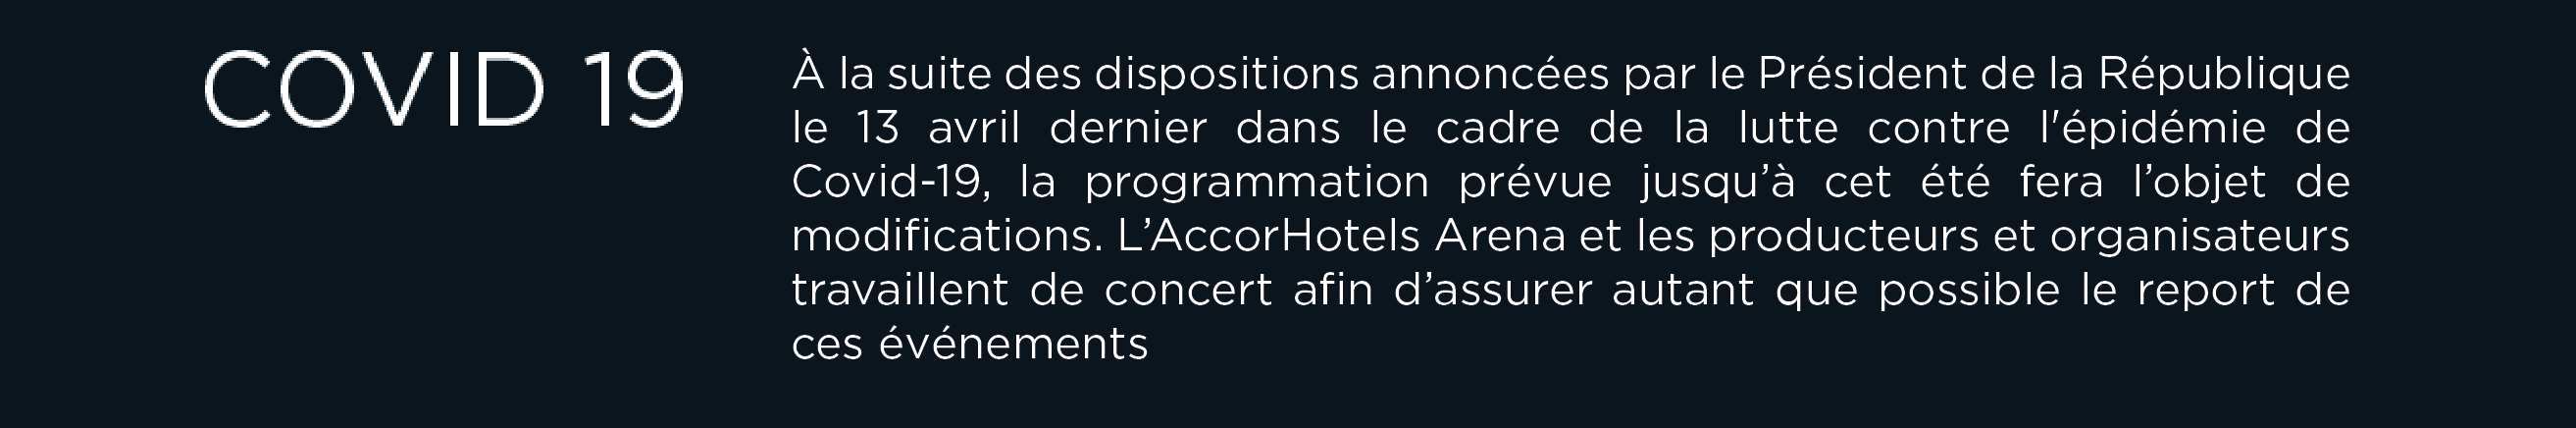 COVID 19
À la suite des dispositions annoncées par le Président de la République
le 13 avril dernier dans le cadre de la lutte contre l'épidémie de
Covid-19, la programmation prévue jusqu’à cet été fera l’objet de
modifications. L’AccorHotels Arena et les producteurs et organisateurs
travaillent de concert afin d’assurer autant que possible le report de
ces événements